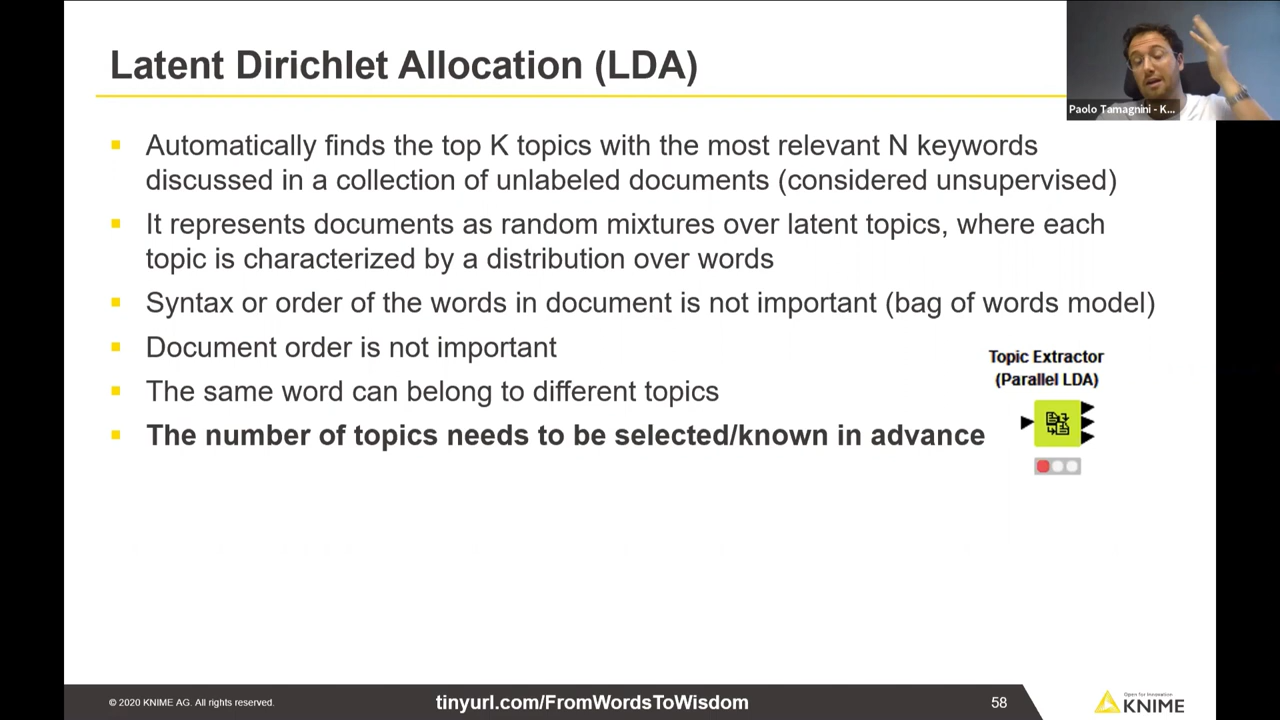 Latent Dirichlet Allocation (LDA)
Paolo Tamagnini - K...
Automatically finds the top K topics with the most relevant N keywords
discussed in a collection of unlabeled documents (considered unsupervised)
It represents documents as random mixtures over latent topics, where each
topic is characterized by a distribution over words
Syntax or order of the words in document is not important (bag of words model)
Document order is not important
The same word can belong to different topics
The number of topics needs to be selected/known in advance
Topic Extractor
(Parallel LDA)
© 2020 KNIME AG. All rights reserved.
tinyurl.com/FromWordsToWisdom
58
Open for Innovation
KNIME